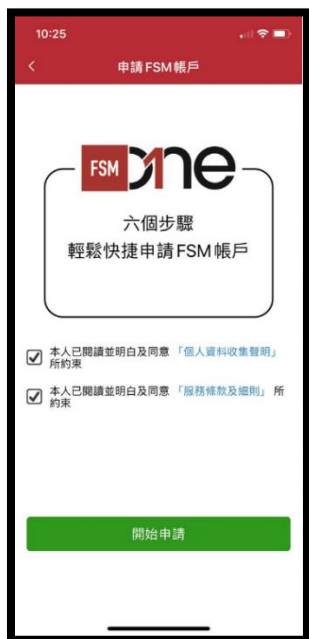 10:25
申請 FSM 帳戶
FSM One
六個步驟
輕鬆快捷申請 FSM 帳戶
本人已閱讀並明白及同意 「個人資料收集聲明」
所約束
本人已閱讀並明白及同意 「服務條款及細則」 所
約束
開始申請